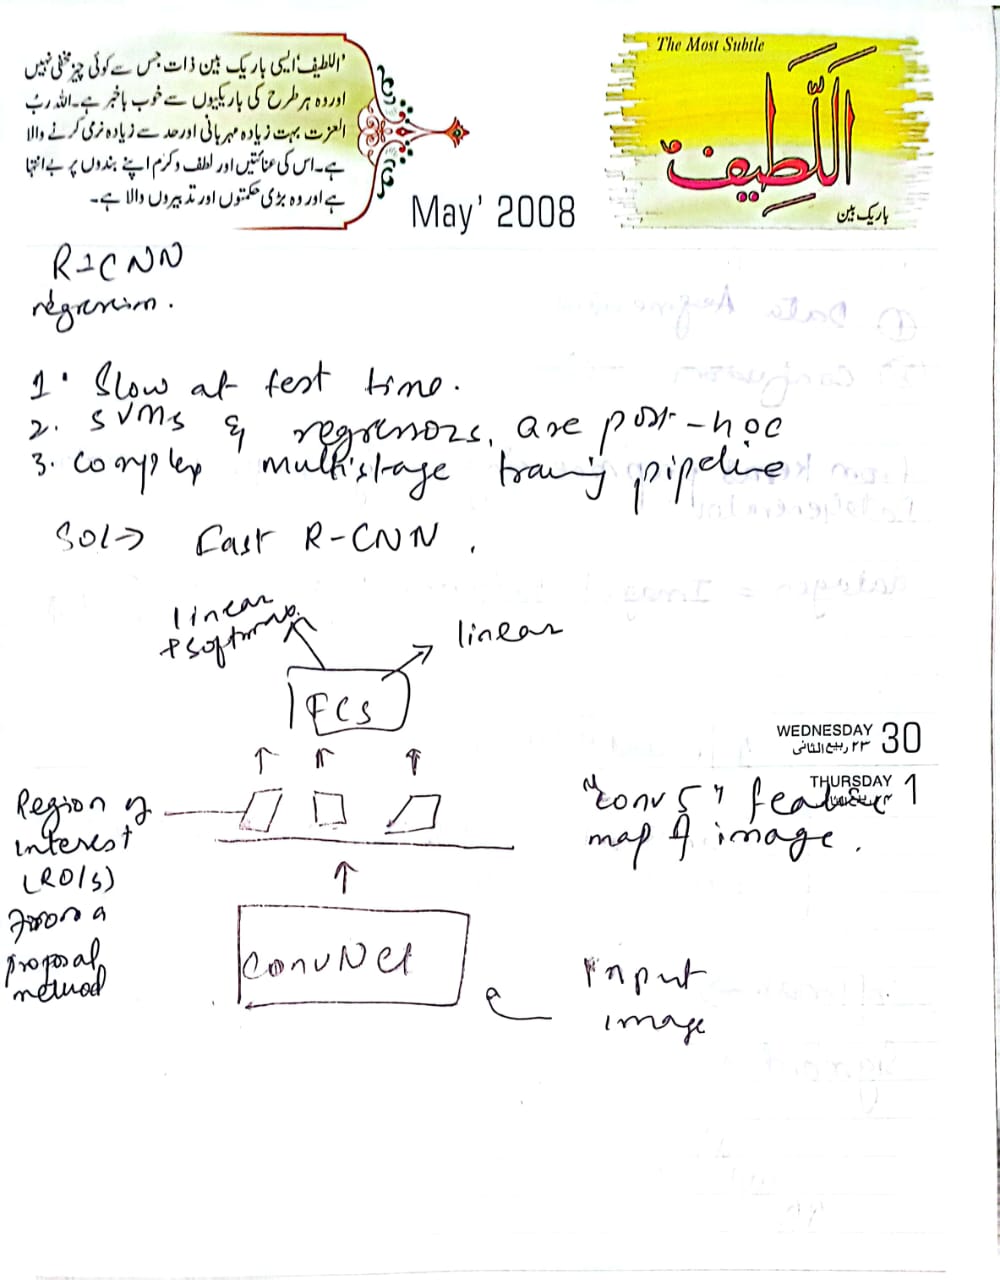 The Most Subtle
اللَّطِيفُ
باریک بین
'اللطیف' ایسی باریک بین ذات جس سے کوئی چیز مخفی نہیں
اور وہ ہر طرح کی باریکیوں سے خوب باخبر ہے۔ اللہ ربُ
العزت بہت زیادہ مہربانی اور حد سے زیادہ نرمی کرنے والا
ہے۔ اس کی عنائتیں اور لطف و کرم اپنے بندوں پر بے انتہا
ہے اور وہ بڑی حکمتوں اور تدبیروں والا ہے۔
May' 2008
R-CNN
regression.
1. Slow at test time.
2. SVMs & regressors, are post-hoc
3. Complex multistage training pipeline
Sol → Fast R-CNN.
linear
+ softmax
linear
FCs
WEDNESDAY 30
۲۳ ربیع الثانی
THURSDAY 1
Region of
interest
(ROIs)
From a
proposal
method
"conv 5" feature
map of image.
ConvNet
Input
image